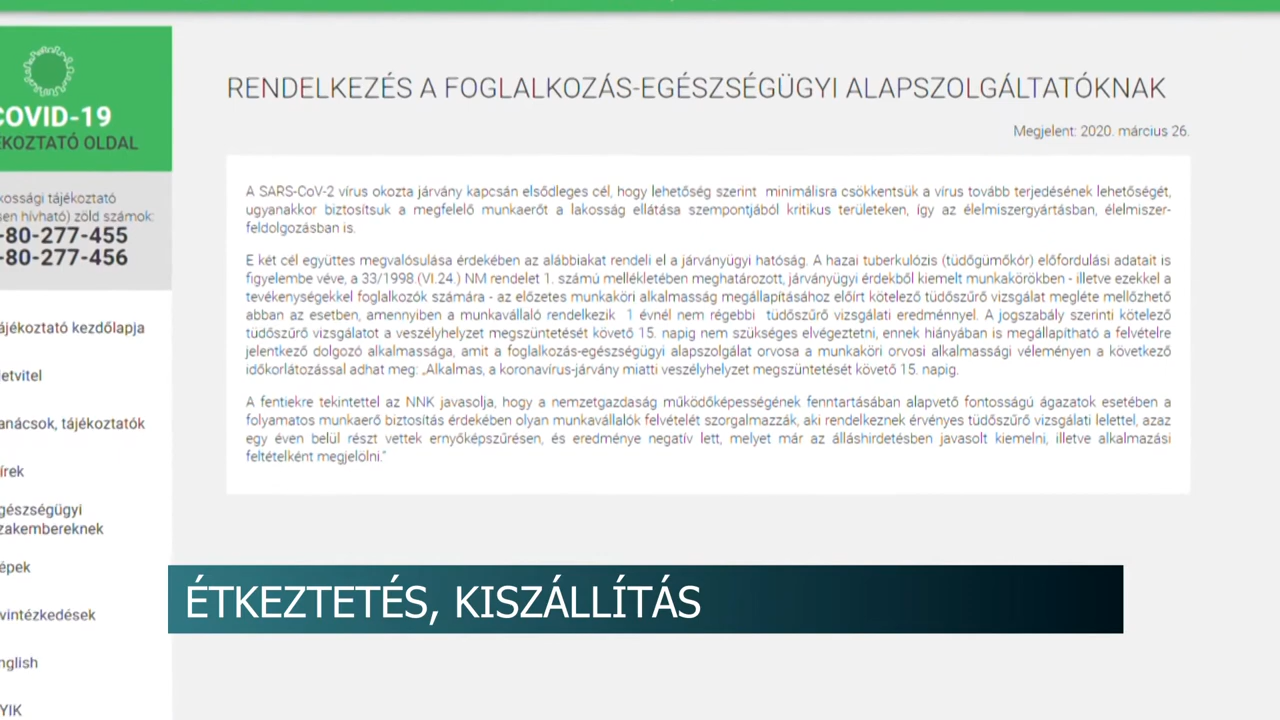 COVID-19
RENDELKEZÉS A FOGLALKOZÁS-EGÉSZSÉGÜGYI ALAPSZOLGÁLTATÓKNAK
Megjelent: 2020. március 26.
A SARS-CoV-2 vírus okozta járvány kapcsán elsődleges cél, hogy lehetőség szerint minimálisra csökkentsük a vírus tovább terjedésének lehetőségét,
ugyanakkor biztosítsuk a megfelelő munkaerőt a lakosság ellátása szempontjából kritikus területeken, így az élelmiszergyártásban, élelmiszer-
feldolgozásban is.
E két cél együttes megvalósulása érdekében az alábbiakat rendeli el a járványügyi hatóság. A hazai tuberkulózis (tüdőgümőkór) előfordulási adatait is
figyelembe véve, a 33/1998.(VI.24.) NM rendelet 1. számú mellékletében meghatározott, járványügyi érdekből kiemelt munkakörökben - illetve ezekkel a
tevékenységekkel foglalkozók számára - az előzetes munkaköri alkalmasság megállapításához előírt kötelező tüdőszűrő vizsgálat megléte mellőzhető
abban az esetben, amennyiben a munkavállaló rendelkezik 1 évnél nem régebbi tüdőszűrő vizsgálati eredménnyel. A jogszabály szerinti kötelező
tüdőszűrő vizsgálatot a veszélyhelyzet megszüntetését követő 15. napig nem szükséges elvégeztetni, ennek hiányában is megállapítható a felvételre
jelentkező dolgozó alkalmassága, amit a foglalkozás-egészségügyi alapszolgálat orvosa a munkaköri orvosi alkalmassági véleményen a következő
időkorlátozással adhat meg: „Alkalmas, a koronavírus-járvány miatti veszélyhelyzet megszüntetését követő 15. napig.
A fentiekre tekintettel az NNK javasolja, hogy a nemzetgazdaság működőképességének fenntartásában alapvető fontosságú ágazatok esetében a
folyamatos munkaerő biztosítás érdekében olyan munkavállalók felvételét szorgalmazzák, aki rendelkeznek érvényes tüdőszűrő vizsgálati lelettel, azaz
egy éven belül részt vettek ernyőképszűrésen, és eredménye negatív lett, melyet már az álláshirdetésben javasolt kiemelni, illetve alkalmazási
feltételként megjelölni."
EKOZTATÓ OLDAL
kossági tájékoztató
sen hívható) zöld számok:
-80-277-455
-80-277-456
ájékoztató kezdőlapja
letvitel
anácsok, tájékoztatók
írek
gészségügyi
zakembereknek
épek
vintézkedések
nglish
YIK
ÉTKEZTETÉS, KISZÁLLÍTÁS